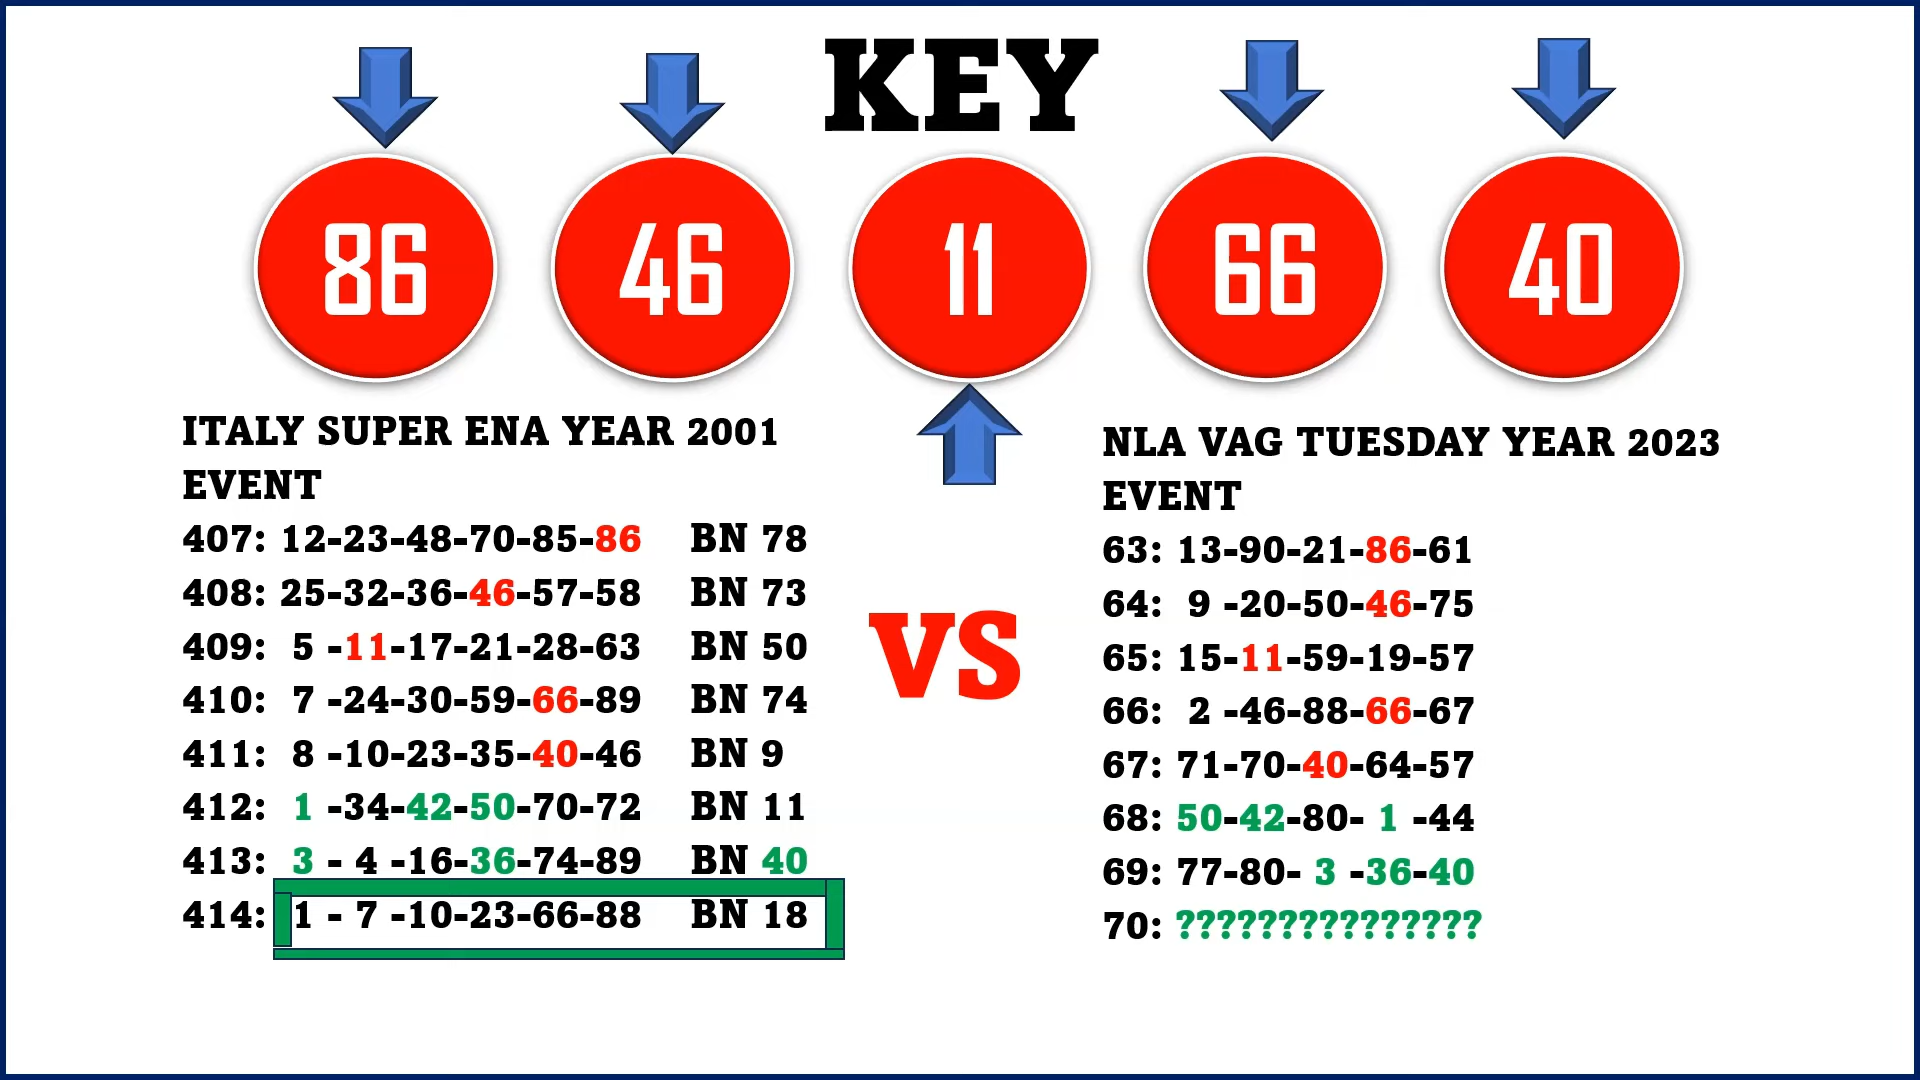 KEY
86 46 11 66 40
ITALY SUPER ENA YEAR 2001
EVENT
407: 12-23-48-70-85-86 BN 78
408: 25-32-36-46-57-58 BN 73
409: 5 -11-17-21-28-63 BN 50
410: 7 -24-30-59-66-89 BN 74
411: 8 -10-23-35-40-46 BN 9
412: 1 -34-42-50-70-72 BN 11
413: 3 - 4 -16-36-74-89 BN 40
414: 1 - 7 -10-23-66-88 BN 18
VS
NLA VAG TUESDAY YEAR 2023
EVENT
63: 13-90-21-86-61
64: 9 -20-50-46-75
65: 15-11-59-19-57
66: 2 -46-88-66-67
67: 71-70-40-64-57
68: 50-42-80- 1 -44
69: 77-80- 3 -36-40
70: ???????????????